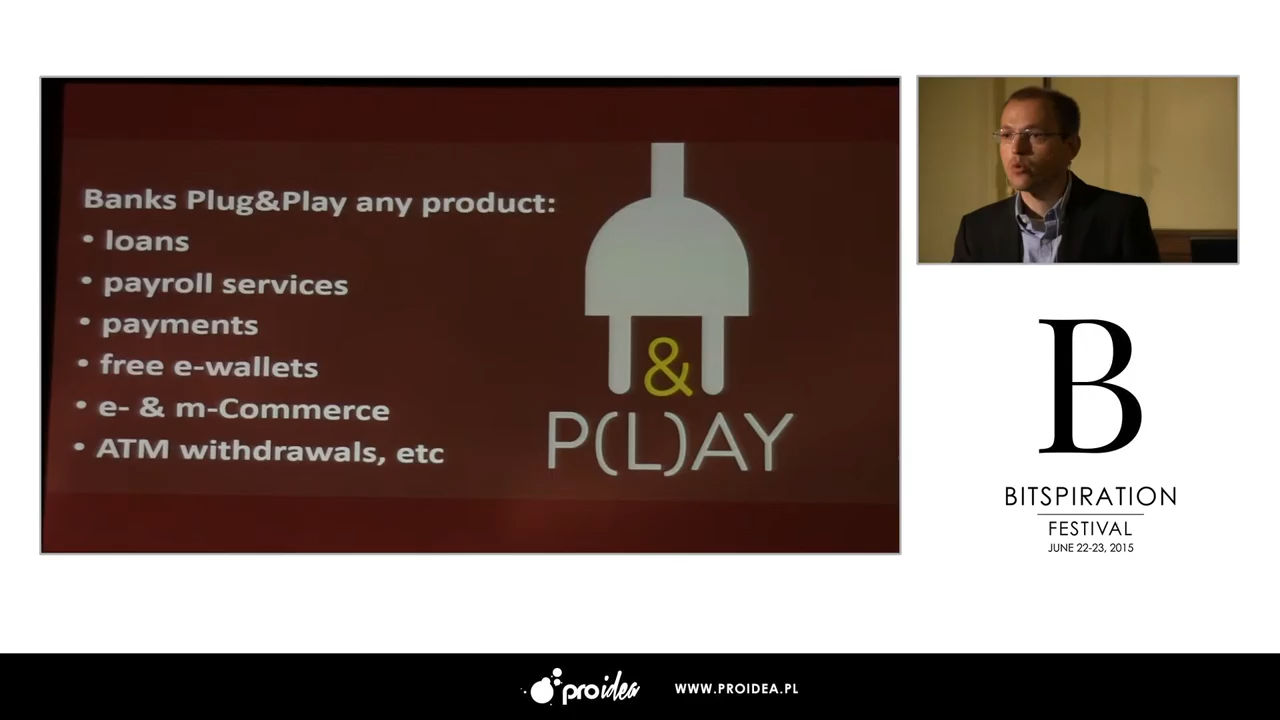 Banks Plug&Play any product:
• loans
• payroll services
• payments
• free e-wallets
• e- & m-Commerce
• ATM withdrawals, etc
&
P(L)AY
B
BITSPIRATION
FESTIVAL
JUNE 22-23, 2015
proidea
WWW.PROIDEA.PL